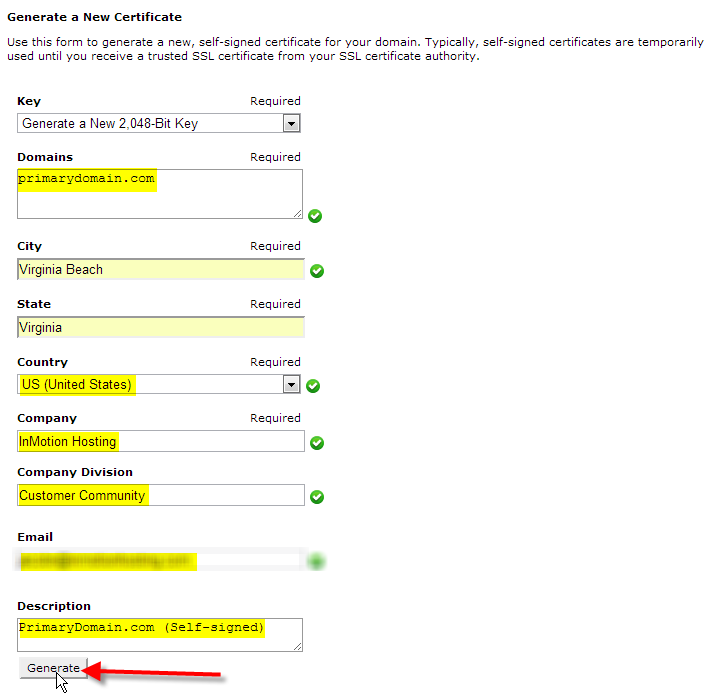 Generate a New Certificate
Use this form to generate a new, self-signed certificate for your domain. Typically, self-signed certificates are temporarily
used until you receive a trusted SSL certificate from your SSL certificate authority.
Key Required
Generate a New 2,048-Bit Key
Domains Required
primarydomain.com
City Required
Virginia Beach
State Required
Virginia
Country Required
US (United States)
Company Required
InMotion Hosting
Company Division
Customer Community
Email
Description
PrimaryDomain.com (Self-signed)
Generate